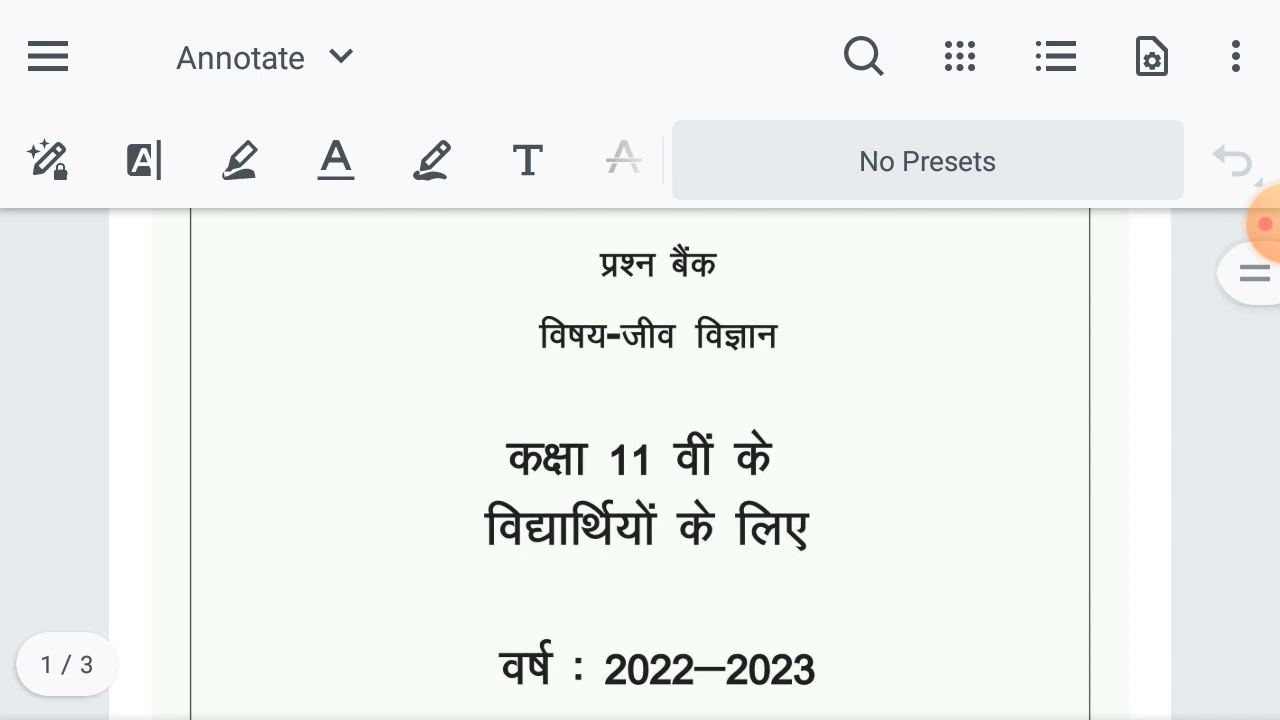 Annotate
No Presets
प्रश्न बैंक
विषय-जीव विज्ञान
कक्षा 11 वीं के
विद्यार्थियों के लिए
वर्ष : 2022–2023
1 / 3